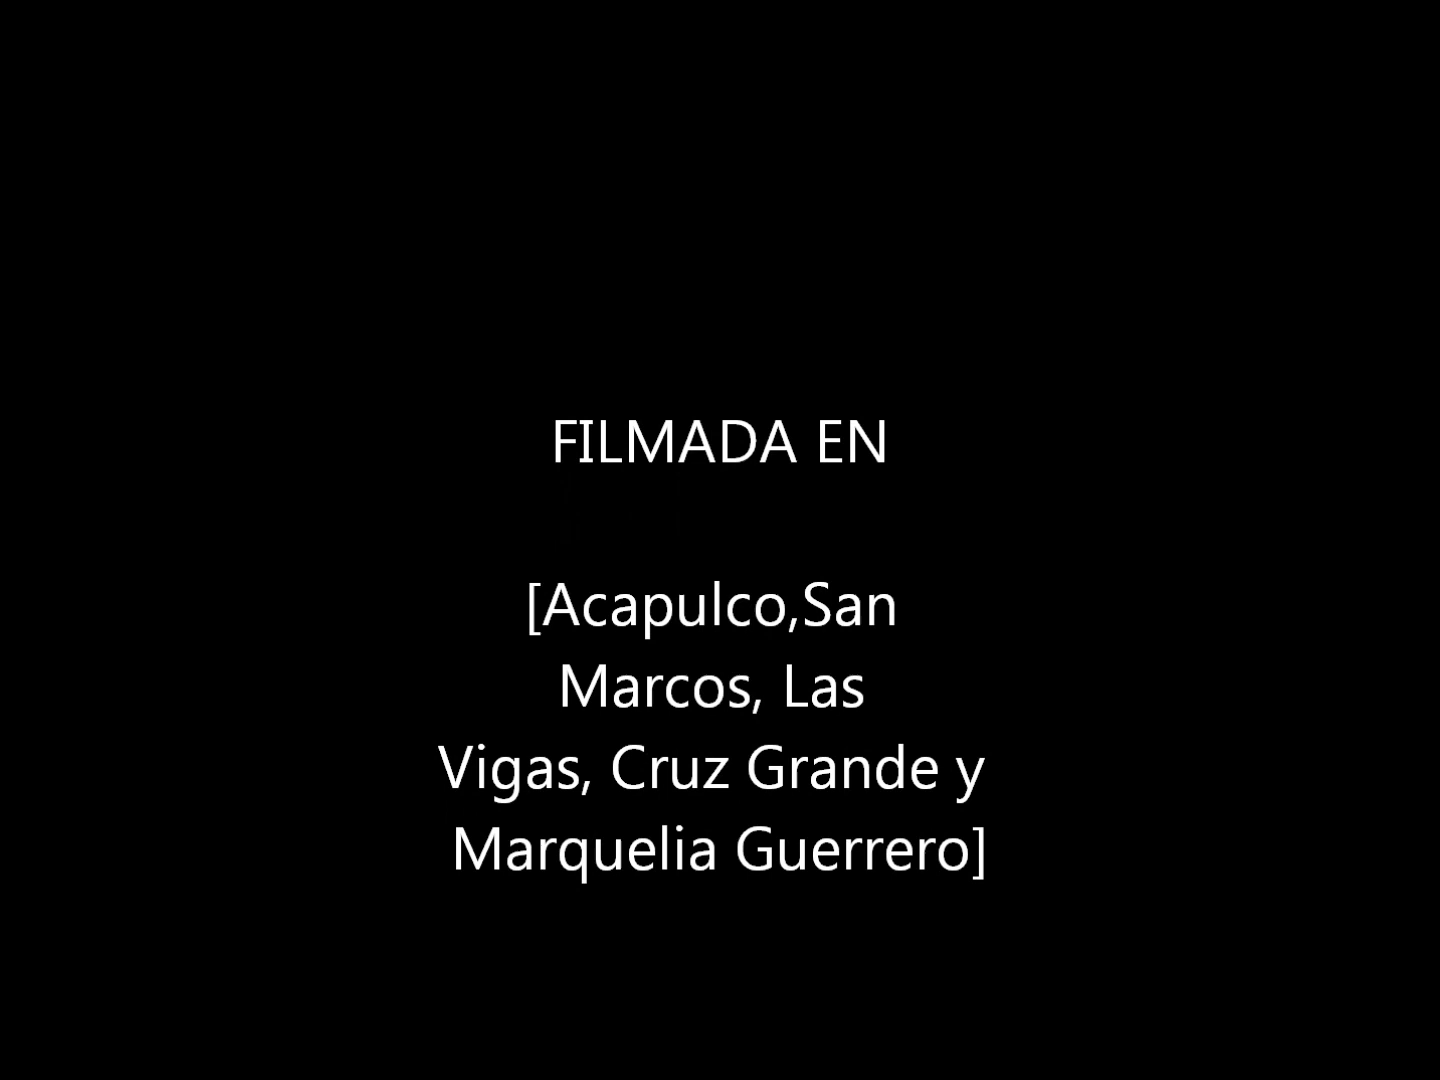 FILMADA EN
[Acapulco,San
Marcos, Las
Vigas, Cruz Grande y
Marquelia Guerrero]